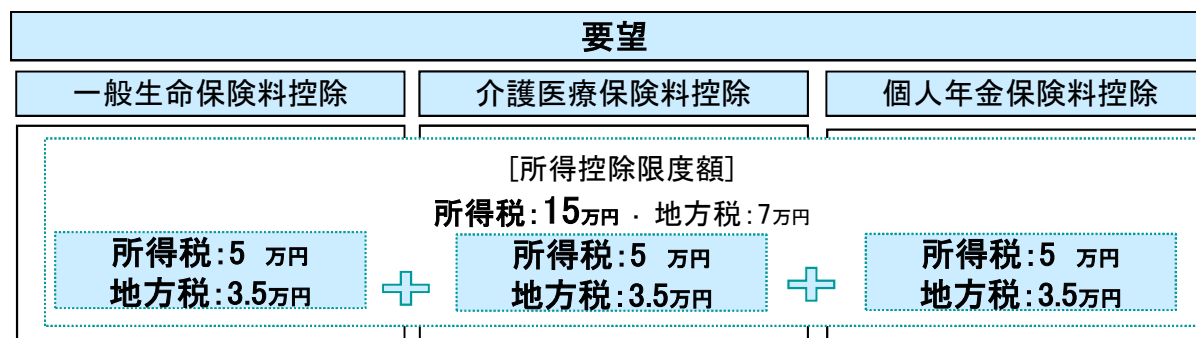 要望
一般生命保険料控除
介護医療保険料控除
個人年金保険料控除
[所得控除限度額]
所得税:15万円 ・ 地方税:7万円
所得税:5 万円
地方税:3.5万円
所得税:5 万円
地方税:3.5万円
所得税:5 万円
地方税:3.5万円